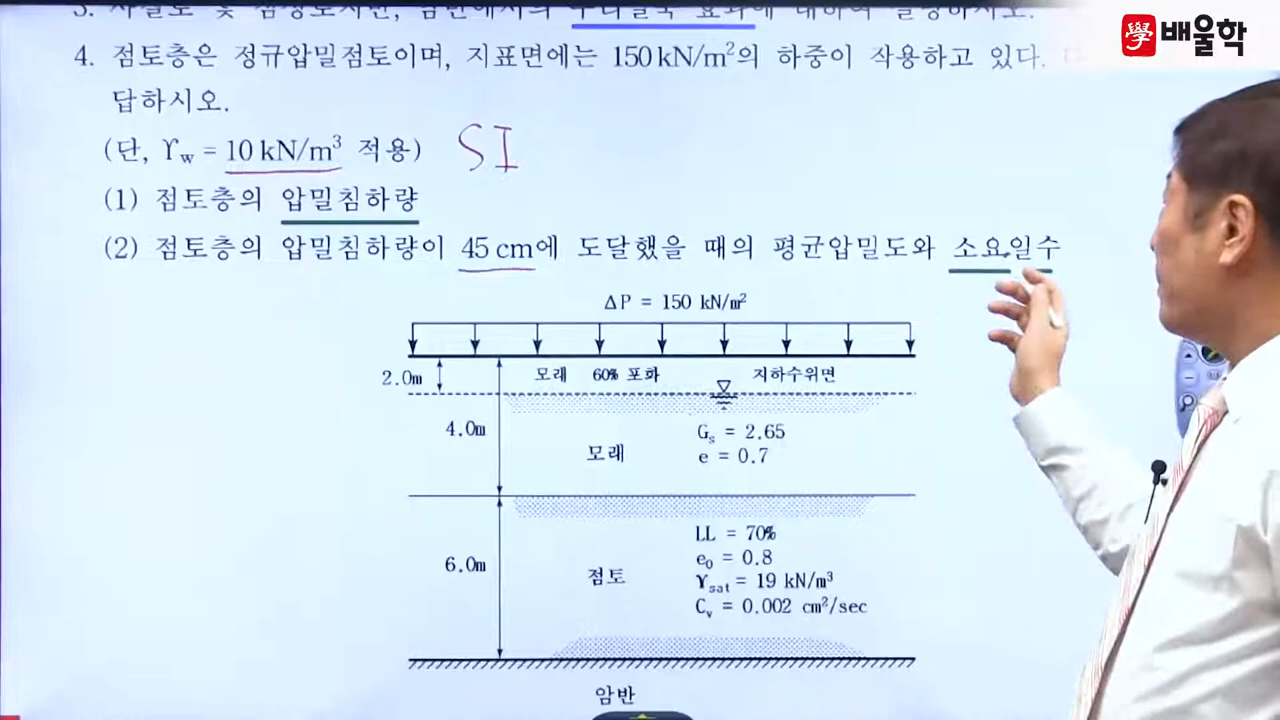 學 배울학
4. 점토층은 정규압밀점토이며, 지표면에는 150 kN/m²의 하중이 작용하고 있다.
답하시오.
(단, γw = 10 kN/m³ 적용) SI
(1) 점토층의 압밀침하량
(2) 점토층의 압밀침하량이 45 cm에 도달했을 때의 평균압밀도와 소요일수
ΔP = 150 kN/m²
2.0m 모래 60% 포화 지하수위면
4.0m 모래 Gs = 2.65
e = 0.7
LL = 70%
e₀ = 0.8
6.0m 점토 γsat = 19 kN/m³
Cv = 0.002 cm²/sec
암반